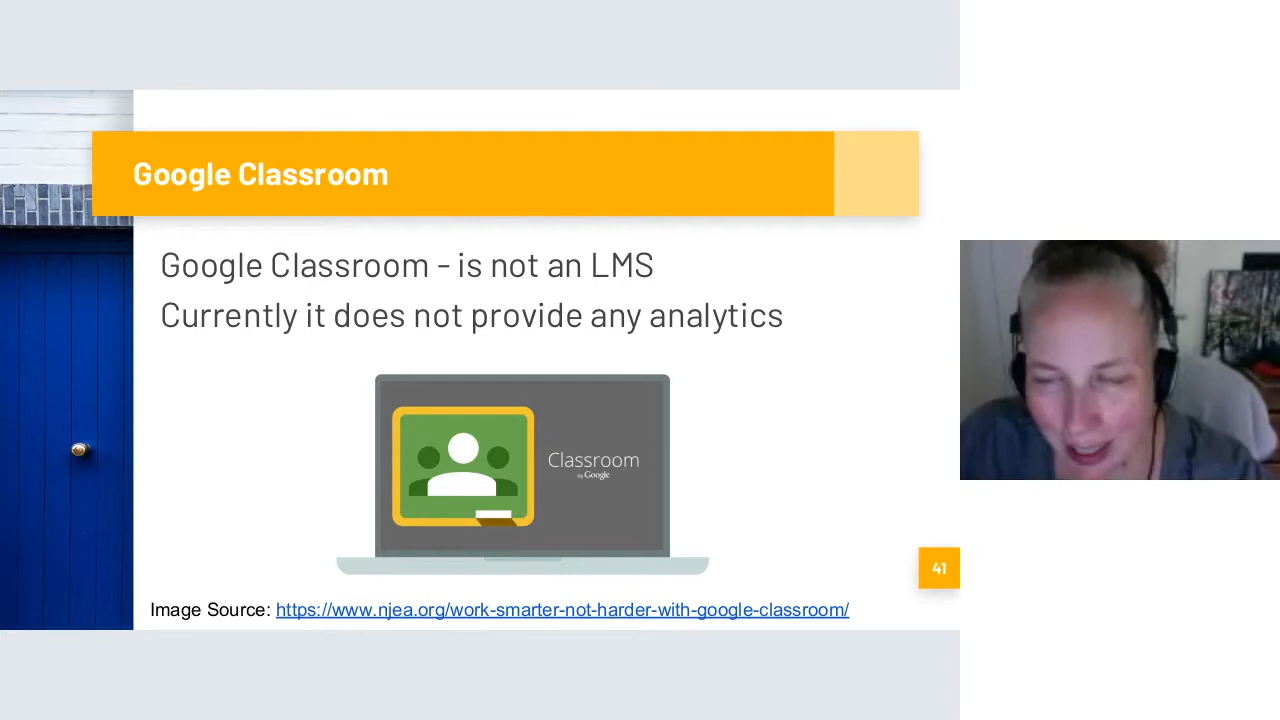 Google Classroom
Google Classroom - is not an LMS
Currently it does not provide any analytics
Classroom
by Google
41
Image Source: https://www.njea.org/work-smarter-not-harder-with-google-classroom/